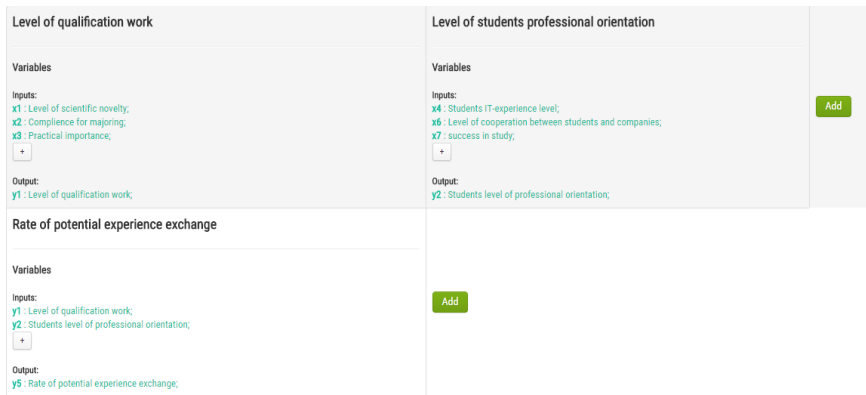 Level of qualification work
Variables
Inputs:
x1 : Level of scientific novelty;
x2 : Complience for majoring;
x3 : Practical importance;
+
Output:
y1 : Level of qualification work;
Level of students professional orientation
Variables
Inputs:
x4 : Students IT-experience level;
x6 : Level of cooperation between students and companies;
x7 : success in study;
+
Output:
y2 : Students level of professional orientation;
Add
Rate of potential experience exchange
Variables
Inputs:
y1 : Level of qualification work;
y2 : Students level of professional orientation;
+
Output:
y5 : Rate of potential experience exchange;
Add